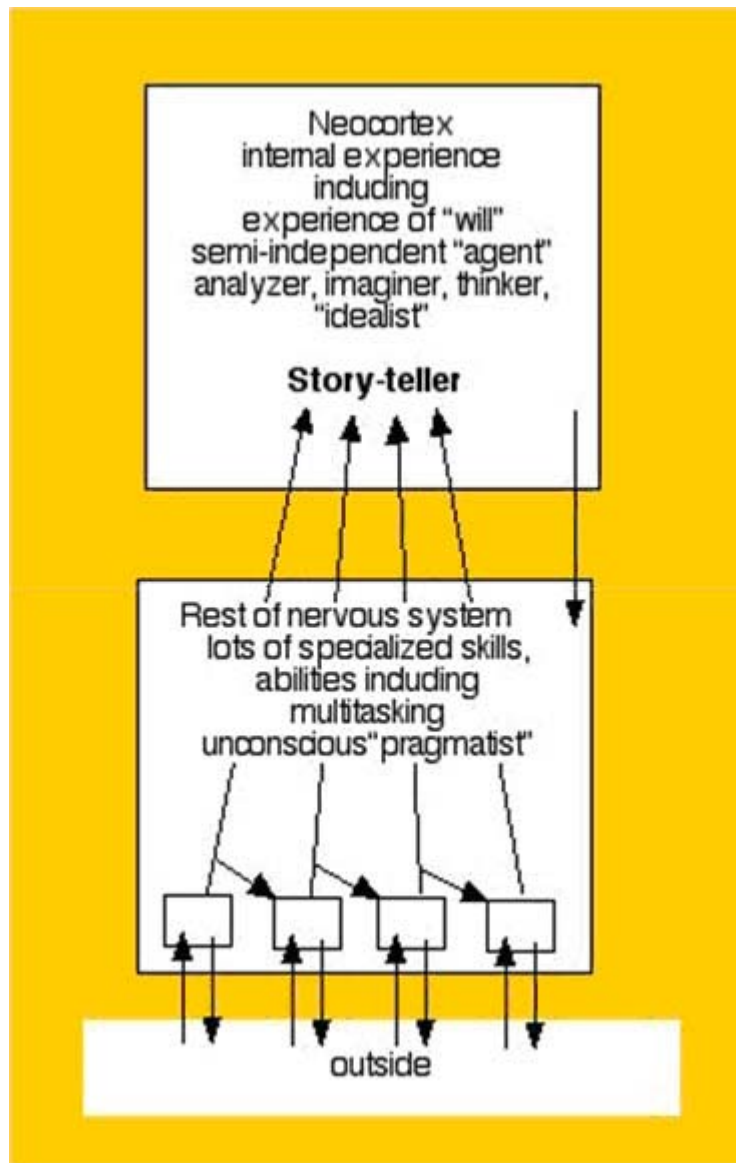 Neocortex
internal experience
including
experience of “will”
semi-independent “agent”
analyzer, imaginer, thinker,
“idealist”
Story-teller
Rest of nervous system
lots of specialized skills,
abilities including
multitasking
unconscious“pragmatist”
outside